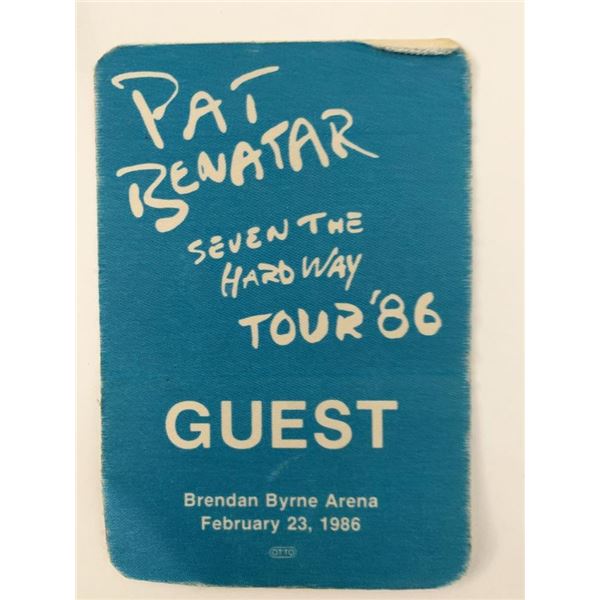 PAT
BENATAR
SEVEN THE
HARD WAY
TOUR '86
GUEST
Brendan Byrne Arena
February 23, 1986
OTTO